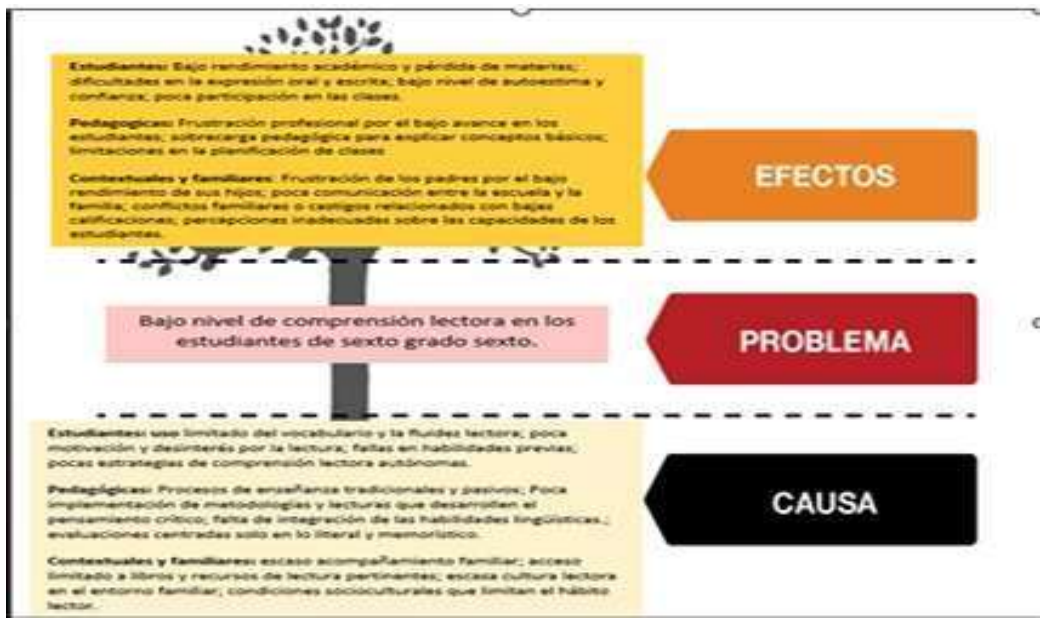 Estudiantes: Bajo rendimiento académico y pérdida de materias;
dificultades en la expresión oral y escrita; bajo nivel de autoestima y
confianza; poca participación en las clases.
Pedagogicas: Frustración profesional por el bajo avance en los
estudiantes; sobrecarga pedagógica para explicar conceptos básicos;
limitaciones en la planificación de clases
Contextuales y familiares: Frustración de los padres por el bajo
rendimiento de sus hijos; poca comunicación entre la escuela y la
familia; conflictos familiares o castigos relacionados con bajas
calificaciones; percepciones inadecuadas sobre las capacidades de los
estudiantes.
EFECTOS
Bajo nivel de comprensión lectora en los
estudiantes de sexto grado sexto.
PROBLEMA
Estudiantes: uso limitado del vocabulario y la fluidez lectora; poca
motivación y desinterés por la lectura; fallas en habilidades previas;
pocas estrategias de comprensión lectora autónomas.
Pedagógicas: Procesos de enseñanza tradicionales y pasivos; Poca
implementación de metodologías y lecturas que desarrollen el
pensamiento crítico; falta de integración de las habilidades lingüísticas.;
evaluaciones centradas solo en lo literal y memorístico.
Contextuales y familiares: escaso acompañamiento familiar; acceso
limitado a libros y recursos de lectura pertinentes; escasa cultura lectora
en el entorno familiar; condiciones socioculturales que limitan el hábito
lector.
CAUSA